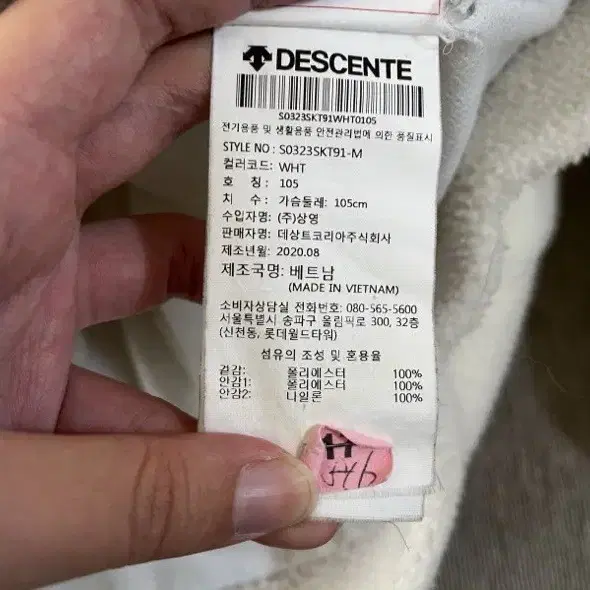 DESCENTE
S0323SKT91WHT0105
전기용품 및 생활용품 안전관리법에 의한 품질표시
STYLE NO : S0323SKT91-M
컬러코드 : WHT
호 칭 : 105
치 수 : 가슴둘레: 105cm
수입자명: (주)상영
판매자명: 데상트코리아주식회사
제조년월: 2020.08
제조국명: 베트남
(MADE IN VIETNAM)
소비자상담실 전화번호: 080-565-5600
서울특별시 송파구 올림픽로 300, 32층
(신천동, 롯데월드타워)
섬유의 조성 및 혼용율
겉감: 폴리에스터 100%
안감1: 폴리에스터 100%
안감2: 나일론 100%